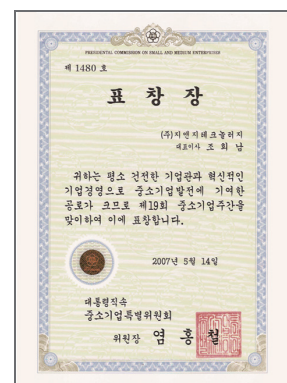 PRESIDENTIAL COMMISSION ON SMALL AND MEDIUM ENTERPRISES
제 1480 호
표 창 장
(주)지앤지테크놀러지
대표이사 조 희 남
귀하는 평소 건전한 기업관과 혁신적인
기업경영으로 중소기업발전에 기여한
공로가 크므로 제19회 중소기업주간을
맞이하여 이에 표창합니다.
2007년 5월 14일
대통령직속
중소기업특별위원회
위원장 염 홍 철